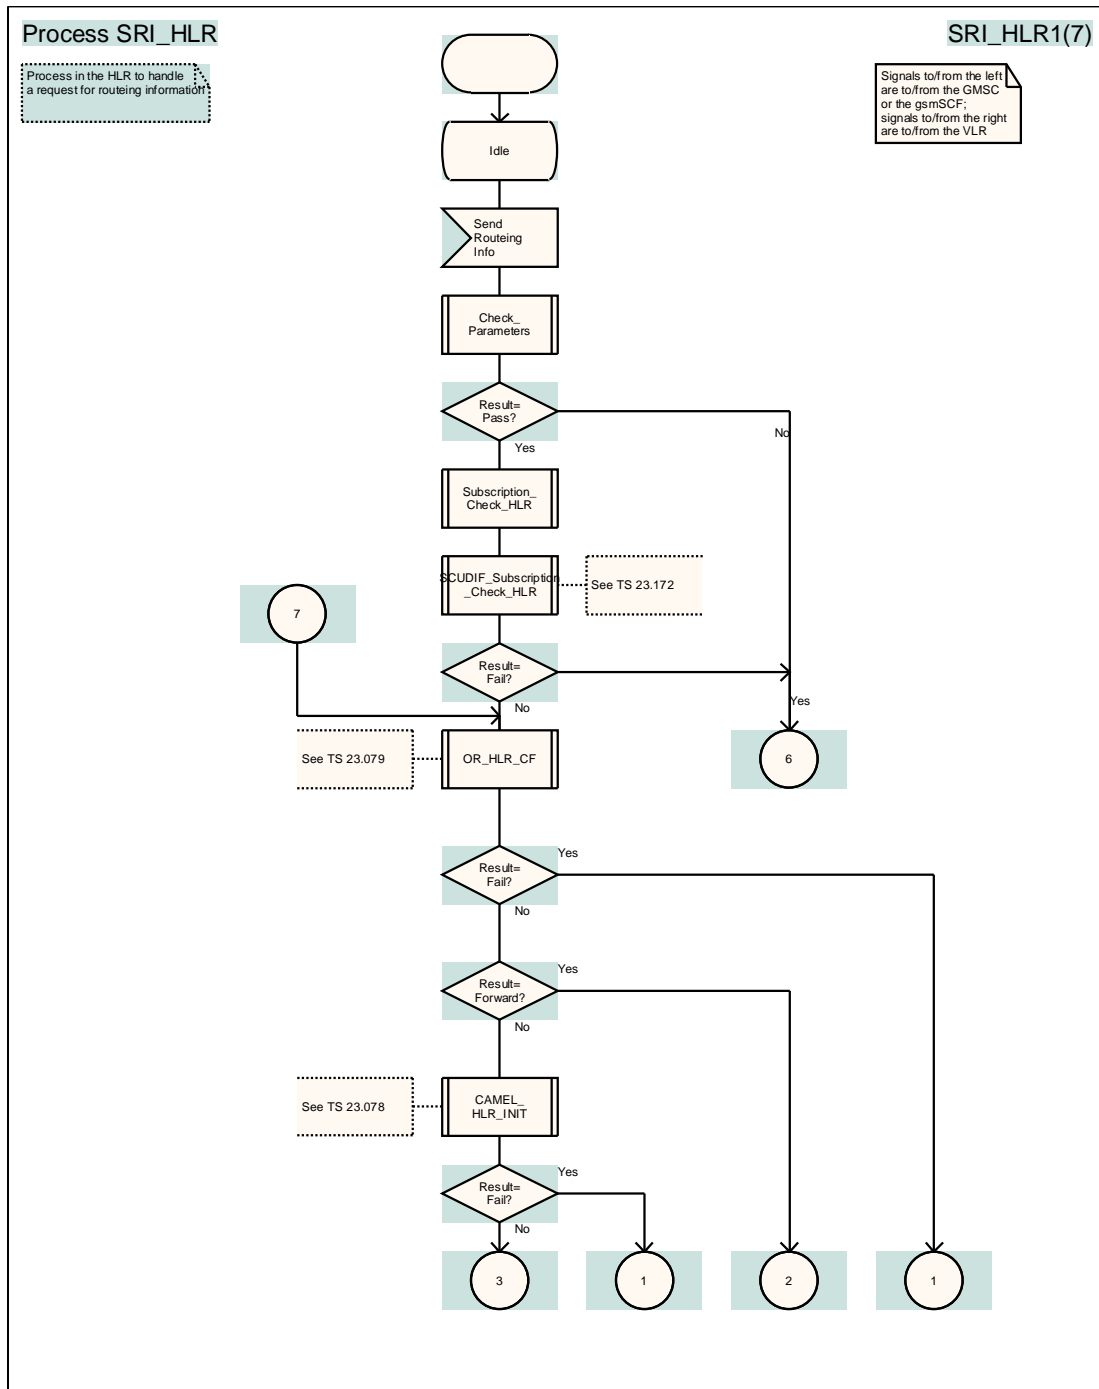 Process SRI_HLR
SRI_HLR1(7)
Process in the HLR to handle
a request for routeing information
Signals to/from the left
are to/from the GMSC
or the gsmSCF;
signals to/from the right
are to/from the VLR
Idle
Send
Routeing
Info
Check_
Parameters
Result=
Pass?
No
Yes
Subscription_
Check_HLR
SCUDIF_Subscription
_Check_HLR
See TS 23.172
7
Result=
Fail?
Yes
No
See TS 23.079
OR_HLR_CF
6
Result=
Fail?
Yes
No
Result=
Forward?
Yes
No
See TS 23.078
CAMEL_
HLR_INIT
Result=
Fail?
Yes
No
3
1
2
1